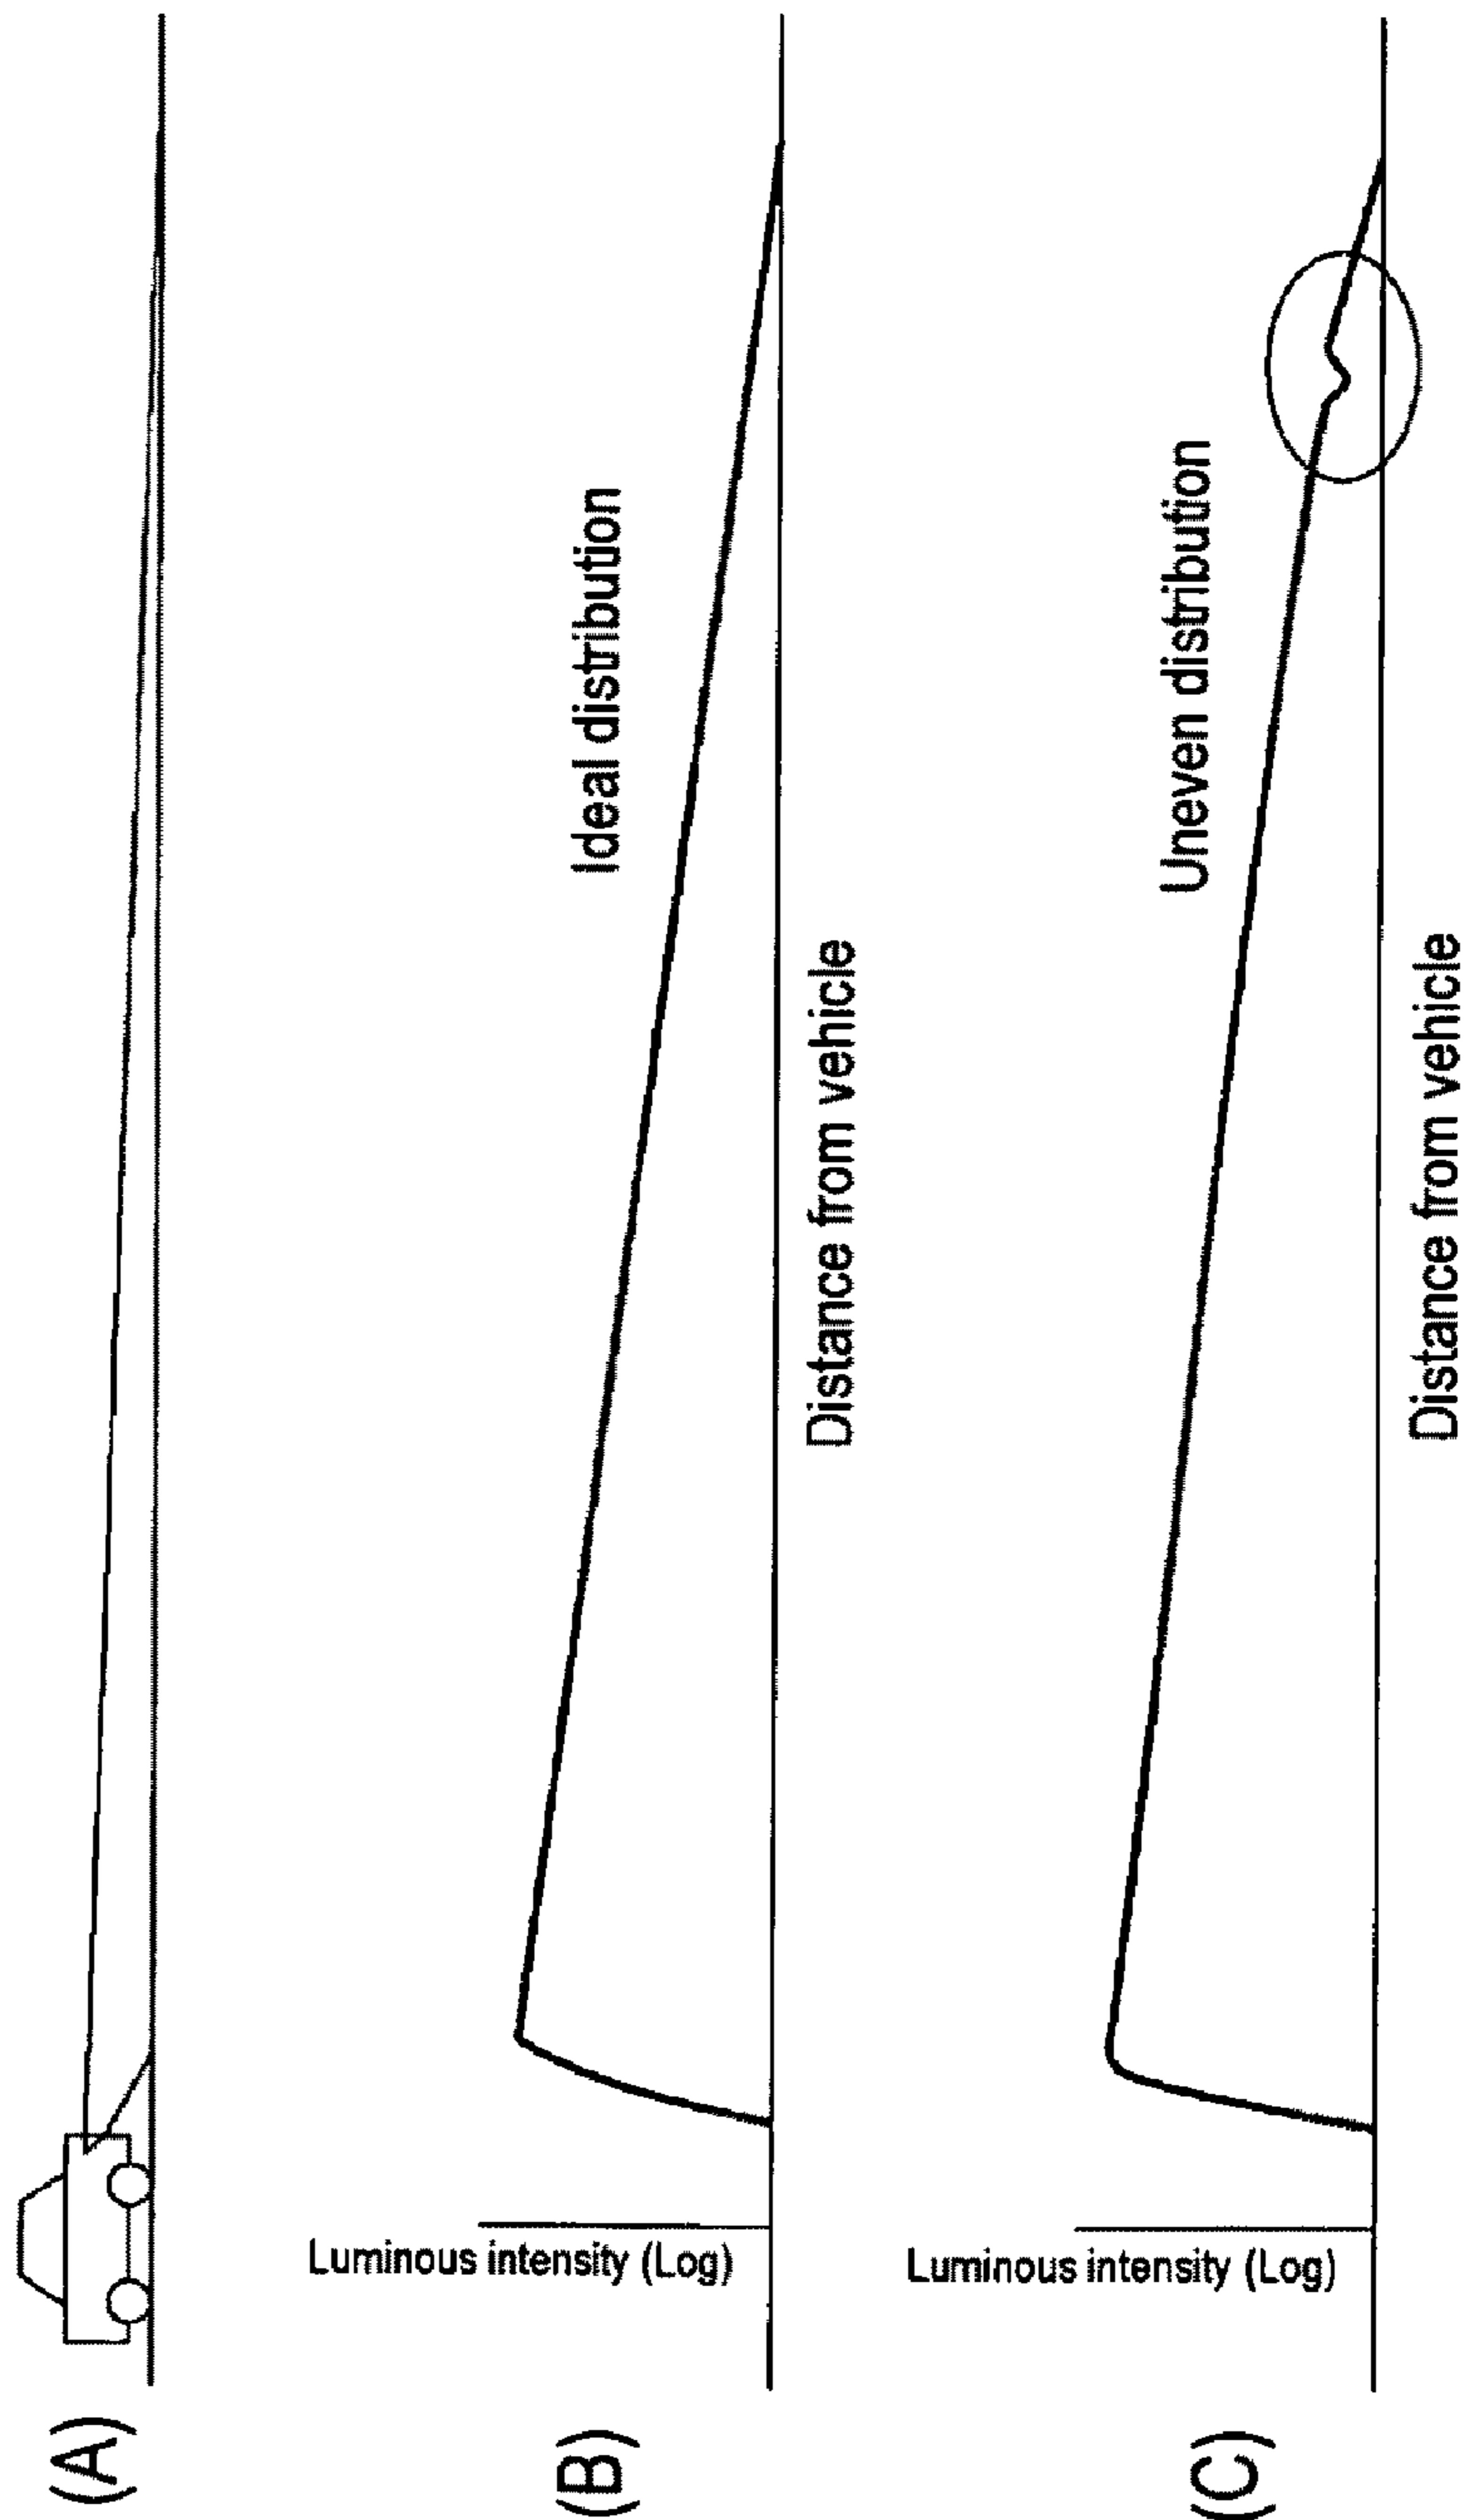 (A)
(B)
Luminous intensity (Log)
Ideal distribution
Distance from vehicle
(C)
Luminous intensity (Log)
Uneven distribution
Distance from vehicle